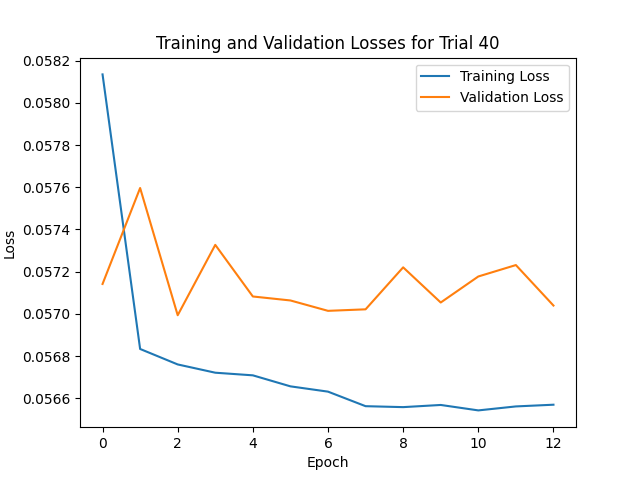 Training and Validation Losses for Trial 40
Training Loss
Validation Loss
Loss
0.0582
0.0580
0.0578
0.0576
0.0574
0.0572
0.0570
0.0568
0.0566
0 2 4 6 8 10 12
Epoch